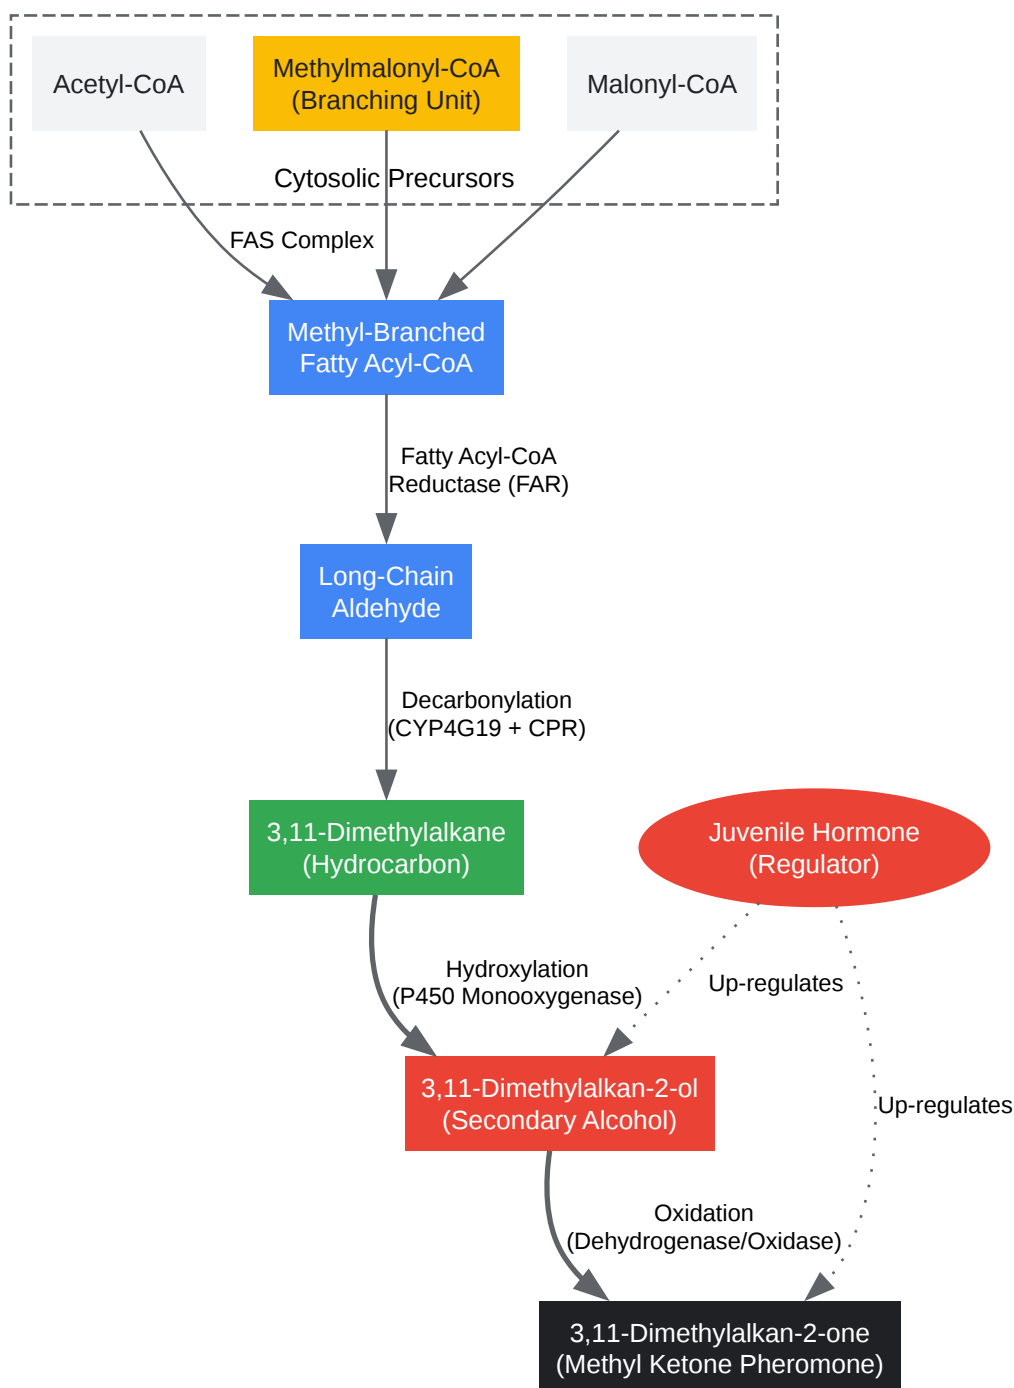 Acetyl-CoA
Methylmalonyl-CoA
(Branching Unit)
Malonyl-CoA
Cytosolic Precursors
FAS Complex
Methyl-Branched
Fatty Acyl-CoA
Fatty Acyl-CoA
Reductase (FAR)
Long-Chain
Aldehyde
Decarbonylation
(CYP4G19 + CPR)
3,11-Dimethylalkane
(Hydrocarbon)
Juvenile Hormone
(Regulator)
Hydroxylation
(P450 Monooxygenase)
Up-regulates
3,11-Dimethylalkan-2-ol
(Secondary Alcohol)
Up-regulates
Oxidation
(Dehydrogenase/Oxidase)
3,11-Dimethylalkan-2-one
(Methyl Ketone Pheromone)